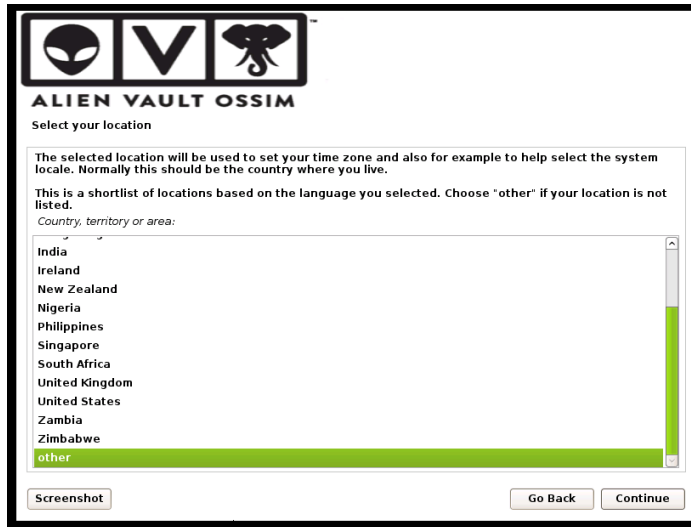 ™
ALIEN VAULT OSSIM
Select your location
The selected location will be used to set your time zone and also for example to help select the system
locale. Normally this should be the country where you live.
This is a shortlist of locations based on the language you selected. Choose "other" if your location is not
listed.
Country, territory or area:
India
Ireland
New Zealand
Nigeria
Philippines
Singapore
South Africa
United Kingdom
United States
Zambia
Zimbabwe
other
Screenshot
Go Back
Continue